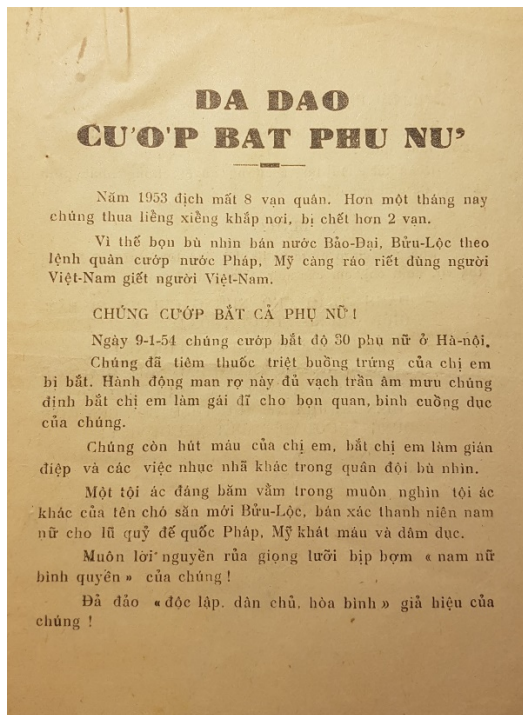 DA DAO
CƯỚP BAT PHU NƯ
Năm 1953 địch mất 8 vạn quân. Hơn một tháng nay
chúng thua liềng xiềng khắp nơi, bị chết hơn 2 vạn.
Vì thế bọn bù nhìn bán nước Bảo-Đại, Bửu-Lộc theo
lệnh quân cướp nước Pháp, Mỹ càng ráo riết dùng người
Việt-Nam giết người Việt-Nam.
CHÚNG CƯỚP BẮT CẢ PHỤ NỮ !
Ngày 9-1-54 chúng cướp bắt độ 30 phụ nữ ở Hà-nội.
Chúng đã tiêm thuốc triệt buồng trứng của chị em
bị bắt. Hành động man rợ này đủ vạch trần âm mưu chúng
định bắt chị em làm gái đĩ cho bọn quan, binh cuồng dục
của chúng.
Chúng còn hút máu của chị em, bắt chị em làm gián
điệp và các việc nhục nhã khác trong quân đội bù nhìn.
Một tội ác đáng băm vằm trong muôn nghìn tội ác
khác của tên chó săn mới Bửu-Lộc, bán xác thanh niên nam
nữ cho lũ quỷ đế quốc Pháp, Mỹ khát máu và dâm dục.
Muôn lời nguyền rủa giọng lưỡi bịp bợm « nam nữ
bình quyền » của chúng !
Đả đảo « độc lập, dân chủ, hòa bình » giả hiệu của
chúng !